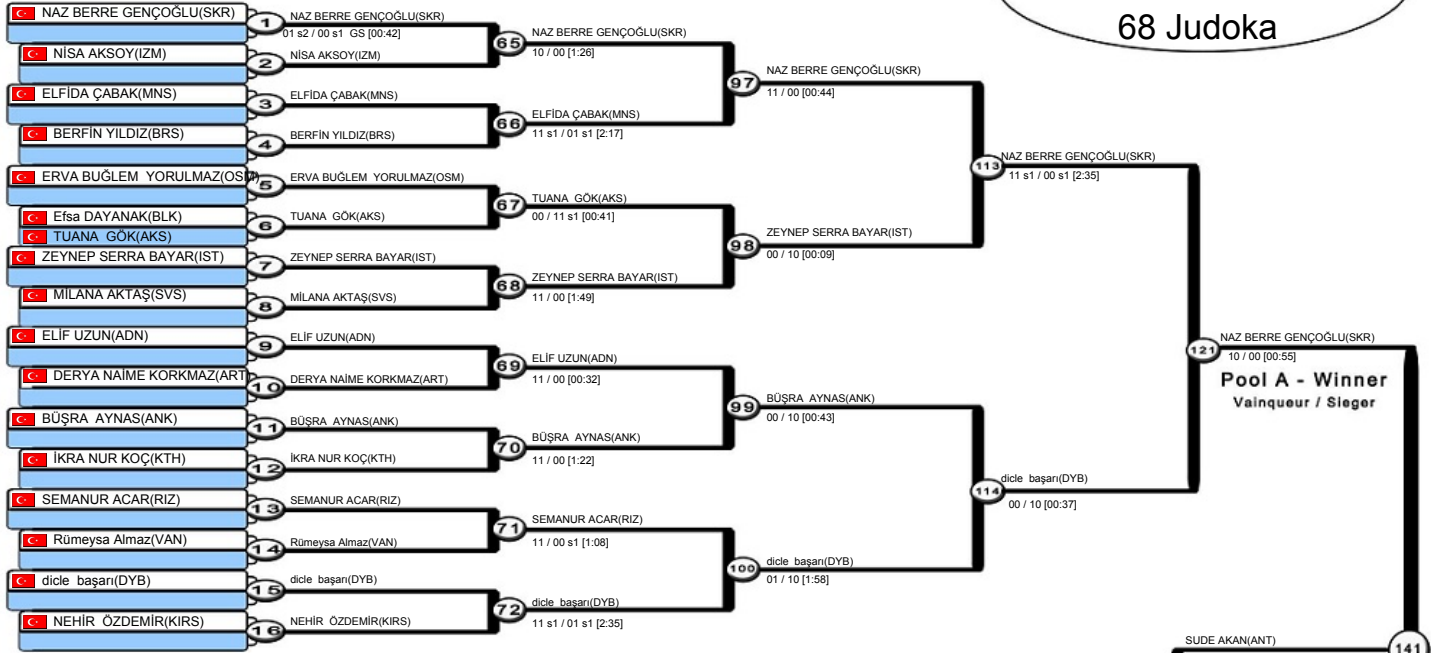 68 Judoka
NAZ BERRE GENÇOĞLU(SKR)
NİSA AKSOY(IZM)
ELFİDA ÇABAK(MNS)
BERFİN YILDIZ(BRS)
ERVA BUĞLEM YORULMAZ(OSM)
Efsa DAYANAK(BLK)
TUANA GÖK(AKS)
ZEYNEP SERRA BAYAR(IST)
MİLANA AKTAŞ(SVS)
ELİF UZUN(ADN)
DERYA NAİME KORKMAZ(ART)
BÜŞRA AYNAS(ANK)
İKRA NUR KOÇ(KTH)
SEMANUR ACAR(RIZ)
Rümeysa Almaz(VAN)
dicle başarı(DYB)
NEHİR ÖZDEMİR(KIRS)
1 NAZ BERRE GENÇOĞLU(SKR)
01 s2 / 00 s1 GS [00:42]
2 NİSA AKSOY(IZM)
3 ELFİDA ÇABAK(MNS)
4 BERFİN YILDIZ(BRS)
5 ERVA BUĞLEM YORULMAZ(OSM)
6 TUANA GÖK(AKS)
7 ZEYNEP SERRA BAYAR(IST)
8 MİLANA AKTAŞ(SVS)
9 ELİF UZUN(ADN)
10 DERYA NAİME KORKMAZ(ART)
11 BÜŞRA AYNAS(ANK)
12 İKRA NUR KOÇ(KTH)
13 SEMANUR ACAR(RIZ)
14 Rümeysa Almaz(VAN)
15 dicle başarı(DYB)
16 NEHİR ÖZDEMİR(KIRS)
65 NAZ BERRE GENÇOĞLU(SKR)
10 / 00 [1:26]
66 ELFİDA ÇABAK(MNS)
11 s1 / 01 s1 [2:17]
67 TUANA GÖK(AKS)
00 / 11 s1 [00:41]
68 ZEYNEP SERRA BAYAR(IST)
11 / 00 [1:49]
69 ELİF UZUN(ADN)
11 / 00 [00:32]
70 BÜŞRA AYNAS(ANK)
11 / 00 [1:22]
71 SEMANUR ACAR(RIZ)
11 / 00 s1 [1:08]
72 dicle başarı(DYB)
11 s1 / 01 s1 [2:35]
97 NAZ BERRE GENÇOĞLU(SKR)
11 / 00 [00:44]
98 ZEYNEP SERRA BAYAR(IST)
00 / 10 [00:09]
99 BÜŞRA AYNAS(ANK)
00 / 10 [00:43]
100 dicle başarı(DYB)
01 / 10 [1:58]
113 NAZ BERRE GENÇOĞLU(SKR)
11 s1 / 00 s1 [2:35]
114 dicle başarı(DYB)
00 / 10 [00:37]
121 NAZ BERRE GENÇOĞLU(SKR)
10 / 00 [00:55]
Pool A - Winner
Vainqueur / Sieger
SUDE AKAN(ANT)
141